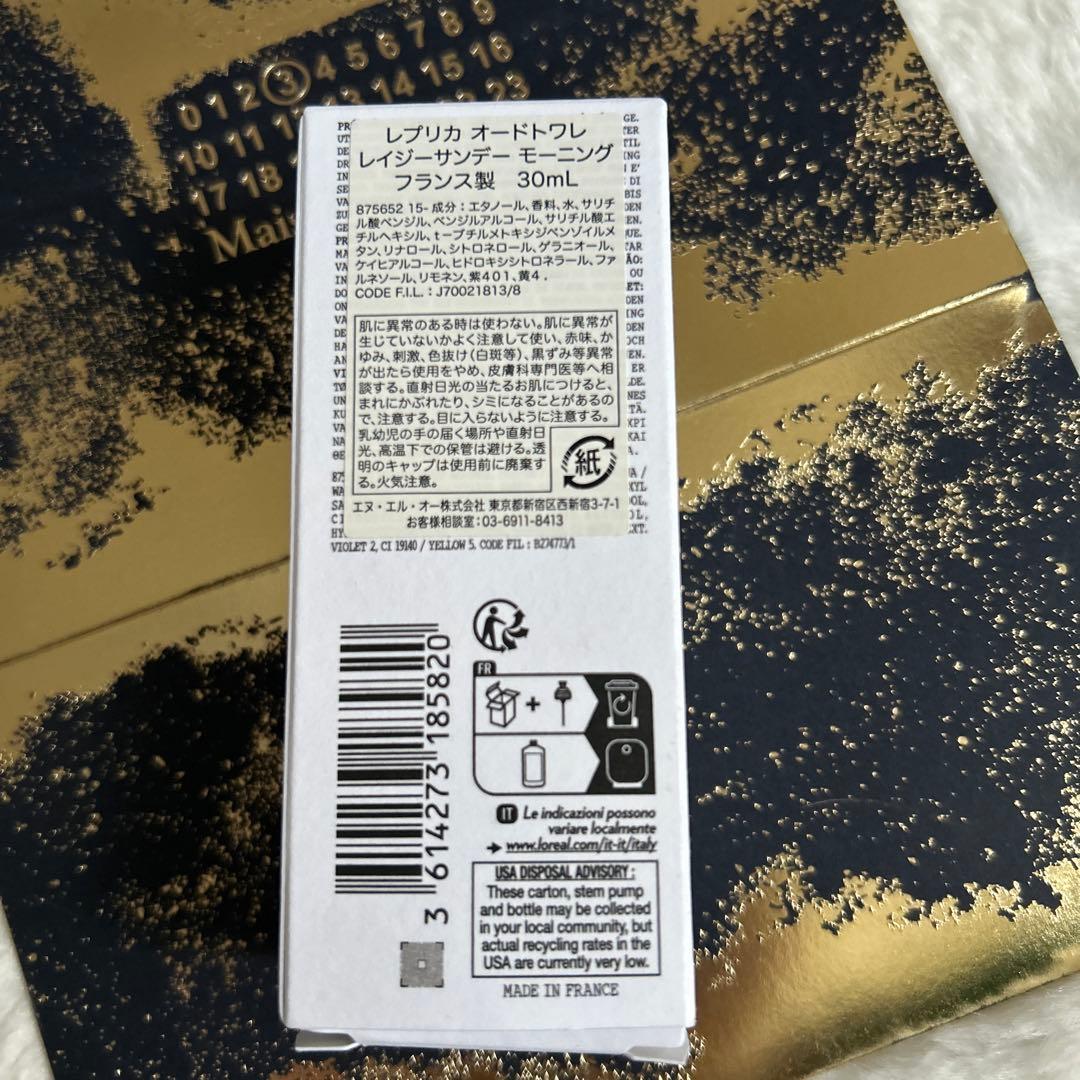 0 1 2 3 4 5 6 7 8 9
10 11 13 14 15 16
17 18 23
Mais
レプリカ オードトワレ
レイジーサンデー モーニング
フランス製 30mL
875652 15- 成分：エタノール、香料、水、サリチ
ル酸ベンジル、ベンジルアルコール、サリチル酸エ
チルヘキシル、t-ブチルメトキシジベンゾイルメ
タン、リナロール、シトロネロール、ゲラニオール、
ケイヒアルコール、ヒドロキシシトロネラール、ファ
ルネソール、リモネン、紫401、黄4 .
CODE F.I.L. : J70021813/8
肌に異常のある時は使わない。肌に異常が
生じていないかよく注意して使い、赤味、か
ゆみ、刺激、色抜け(白斑等)、黒ずみ等異常
が出たら使用をやめ、皮膚科専門医等へ相
談する。直射日光の当たるお肌につけると、
まれにかぶれたり、シミになることがあるの
で、注意する。目に入らないように注意する。
乳幼児の手の届く場所や直射日
光、高温下での保管は避ける。透
明のキャップは使用前に廃棄す
る。火気注意。
紙
エヌ・エル・オー株式会社 東京都新宿区西新宿3-7-1
お客様相談室：03-6911-8413
VIOLET 2, CI 19140 / YELLOW 5. CODE FIL : B274773/1
3 614273 185820
FR
+
IT Le indicazioni possono
variare localmente
www.loreal.com/it-it/italy
USA DISPOSAL ADVISORY :
These carton, stem pump
and bottle may be collected
in your local community, but
actual recycling rates in the
USA are currently very low.
MADE IN FRANCE